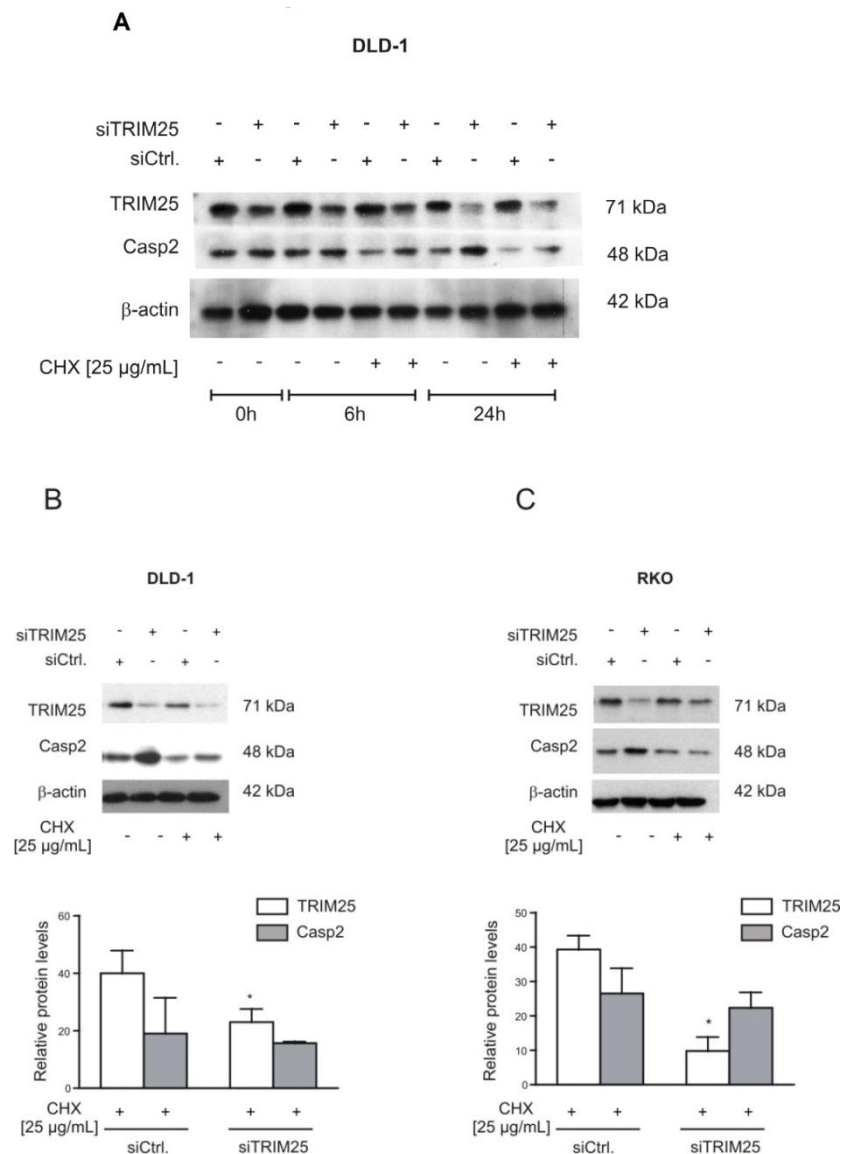 A
DLD-1
siTRIM25 - + - + - + - + - +
siCtrl. + - + - + - + - + -
TRIM25 71 kDa
Casp2 48 kDa
β-actin 42 kDa
CHX [25 µg/mL] - - - - + + - - + +
0h 6h 24h
B
DLD-1
siTRIM25 - + - +
siCtrl. + - + -
TRIM25 71 kDa
Casp2 48 kDa
β-actin 42 kDa
CHX
[25 µg/mL] - - + +
TRIM25
Casp2
Relative protein levels
60
40
20
0
CHX
[25 µg/mL] + + + +
siCtrl. siTRIM25
*
C
RKO
siTRIM25 - + - +
siCtrl. + - + -
TRIM25 71 kDa
Casp2 48 kDa
β-actin 42 kDa
CHX
[25 µg/mL] - - + +
TRIM25
Casp2
Relative protein levels
50
40
30
20
10
0
*
CHX
[25 µg/mL] + + + +
siCtrl. siTRIM25